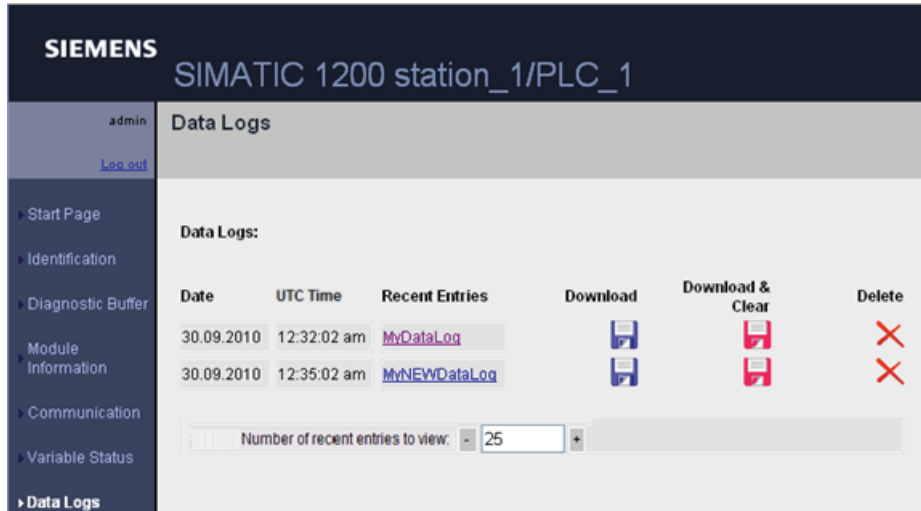 SIEMENS
SIMATIC 1200 station_1/PLC_1
admin
Log out
Data Logs
Start Page
Identification
Diagnostic Buffer
Module
Information
Communication
Variable Status
Data Logs
Data Logs:
Date UTC Time Recent Entries Download Download & Clear Delete
30.09.2010 12:32:02 am MyDataLog
30.09.2010 12:35:02 am MyNEWDataLog
Number of recent entries to view: - 25 +